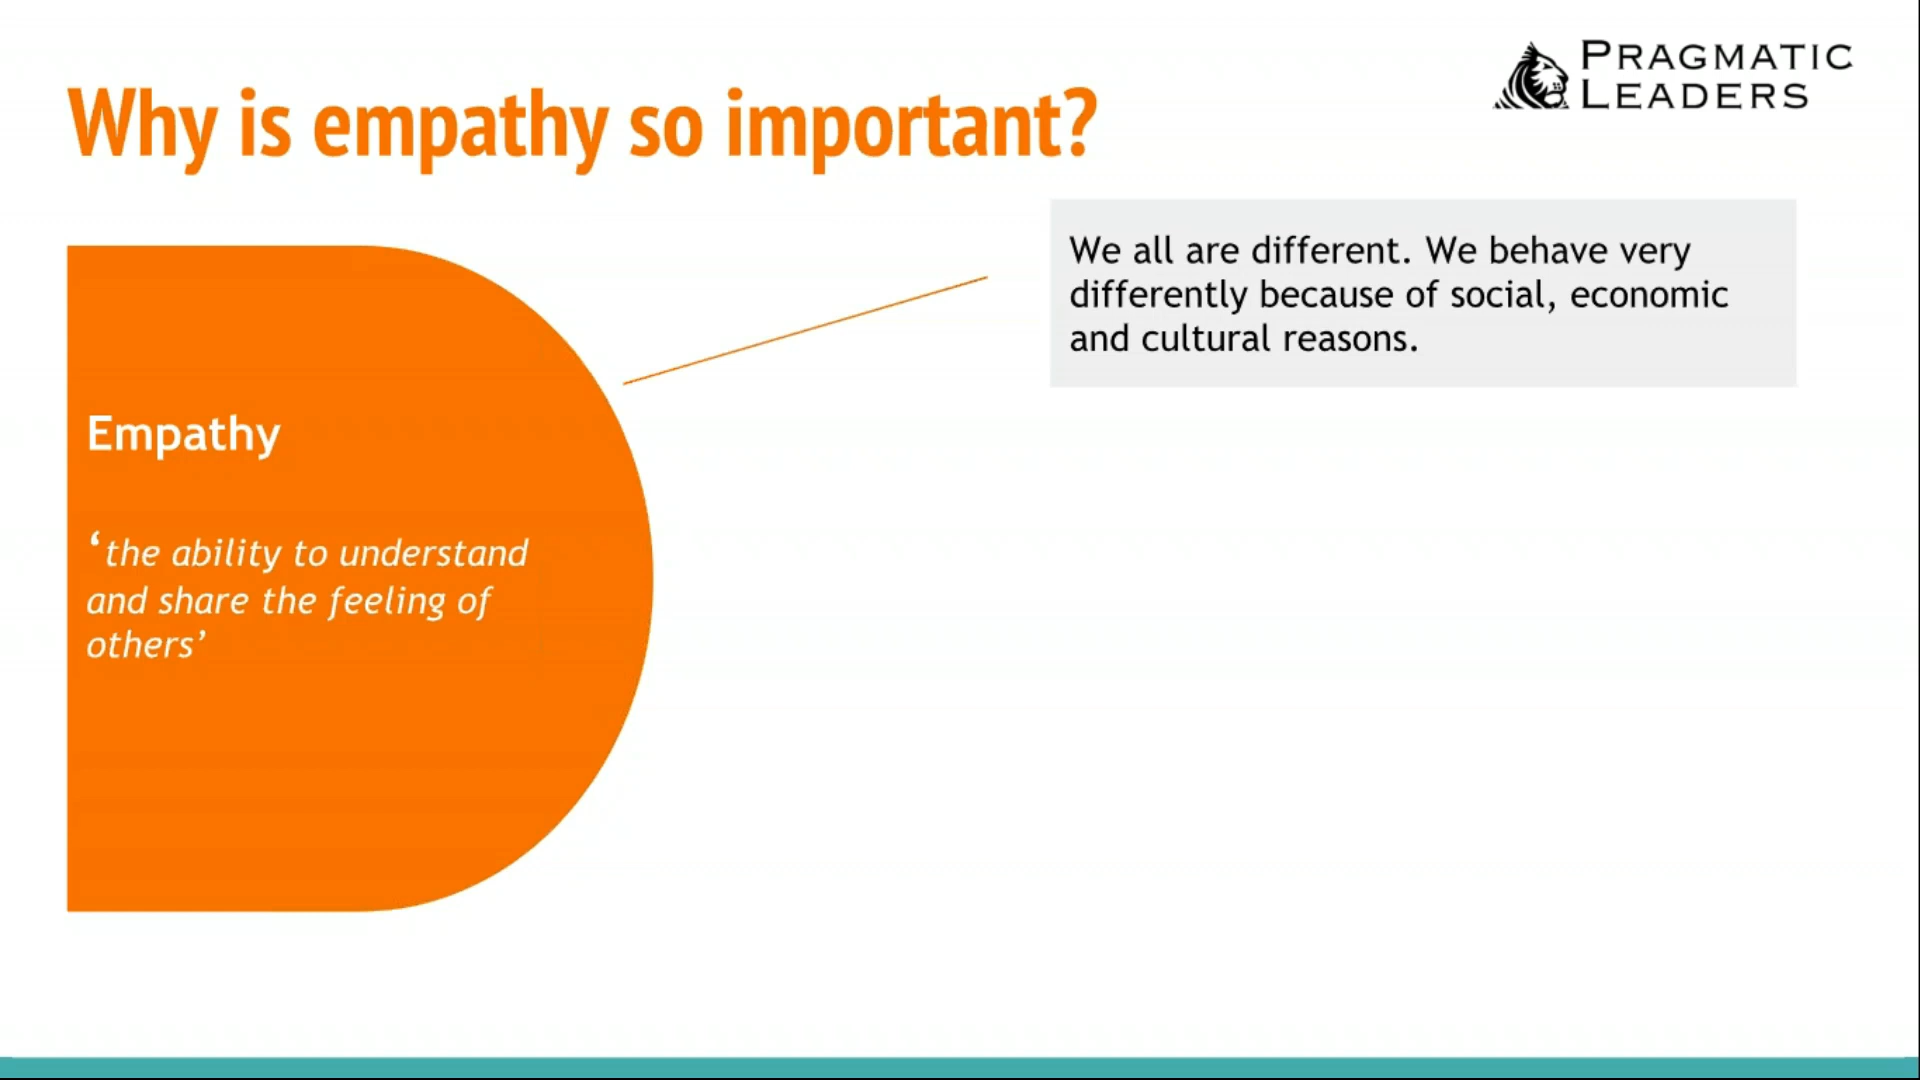 PRAGMATIC
LEADERS
Why is empathy so important?
We all are different. We behave very
differently because of social, economic
and cultural reasons.
Empathy
‘the ability to understand
and share the feeling of
others’